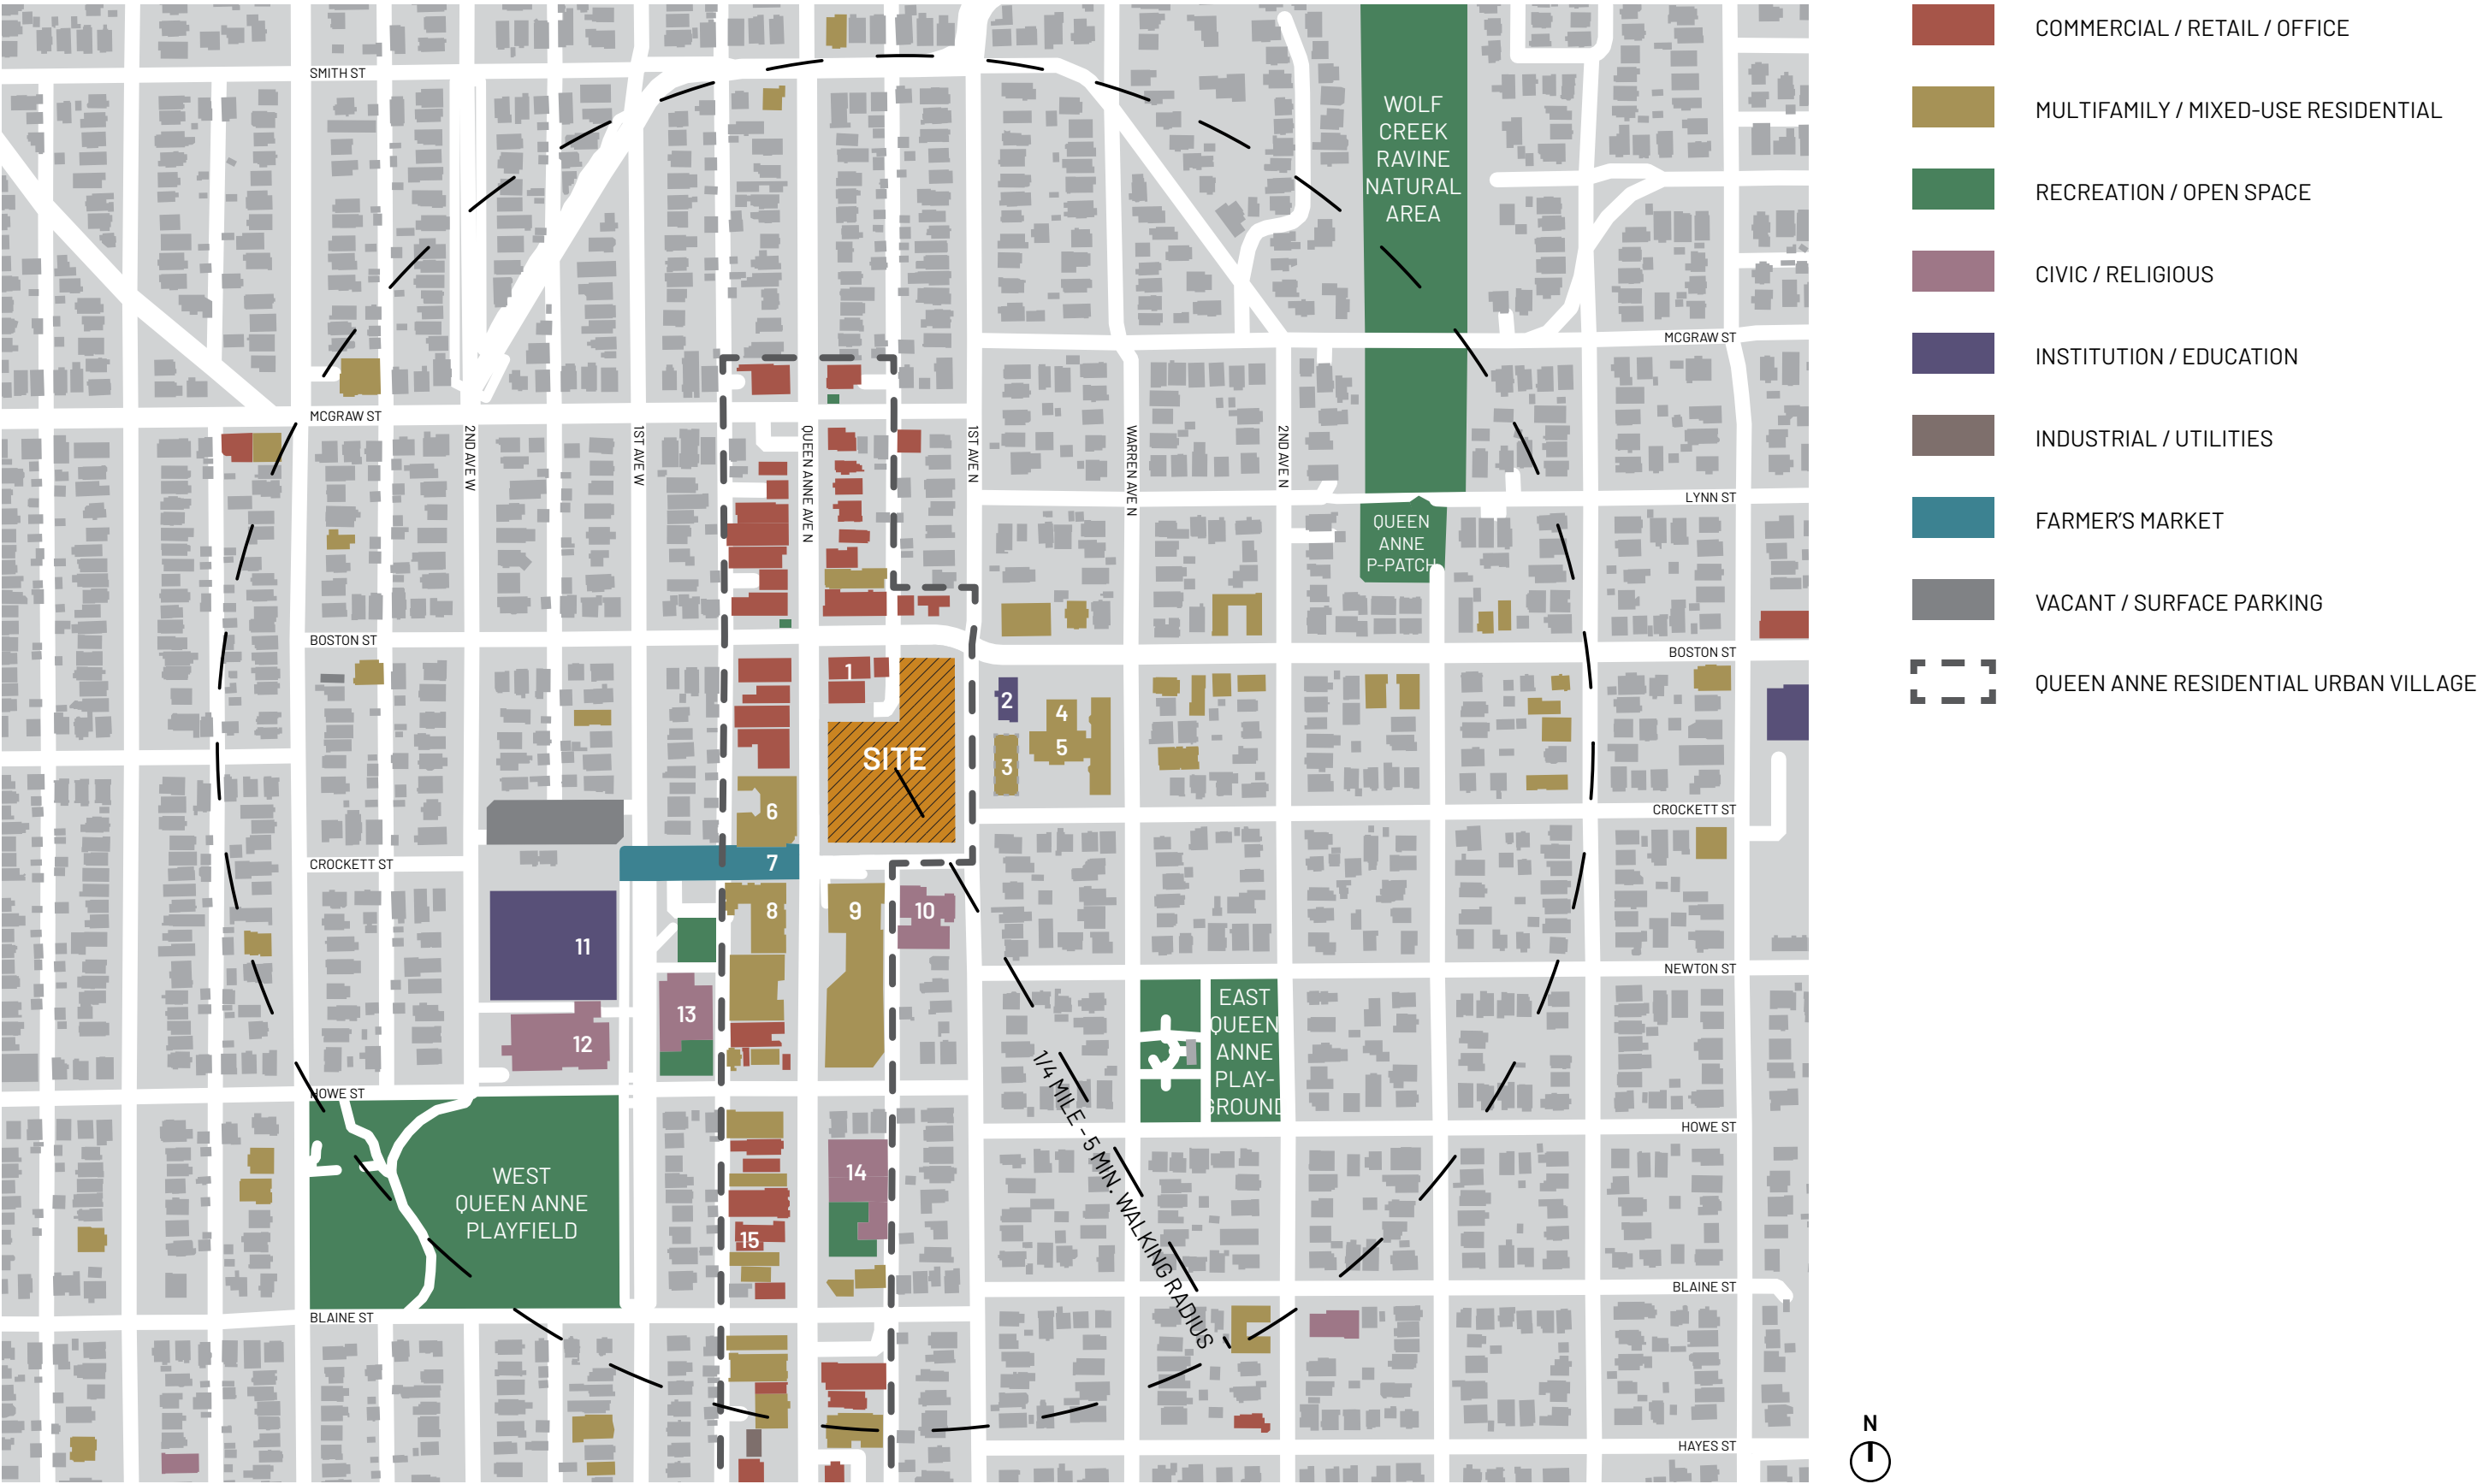 COMMERCIAL / RETAIL / OFFICE
MULTIFAMILY / MIXED-USE RESIDENTIAL
RECREATION / OPEN SPACE
CIVIC / RELIGIOUS
INSTITUTION / EDUCATION
INDUSTRIAL / UTILITIES
FARMER'S MARKET
VACANT / SURFACE PARKING
QUEEN ANNE RESIDENTIAL URBAN VILLAGE
SMITH ST
WOLF
CREEK
RAVINE
NATURAL
AREA
MCGRAW ST
MCGRAW ST
2ND AVE W
1ST AVE W
QUEEN ANNE AVE N
1ST AVE N
WARREN AVE N
2ND AVE N
LYNN ST
QUEEN
ANNE
P-PATCH
BOSTON ST
BOSTON ST
1
2
3
4
5
SITE
6
CROCKETT ST
CROCKETT ST
7
8
9
10
11
12
13
NEWTON ST
EAST
QUEEN
ANNE
PLAY-
GROUND
1/4 MILE - 5 MIN. WALKING RADIUS
HOWE ST
HOWE ST
WEST
QUEEN ANNE
PLAYFIELD
14
15
BLAINE ST
BLAINE ST
HAYES ST
N